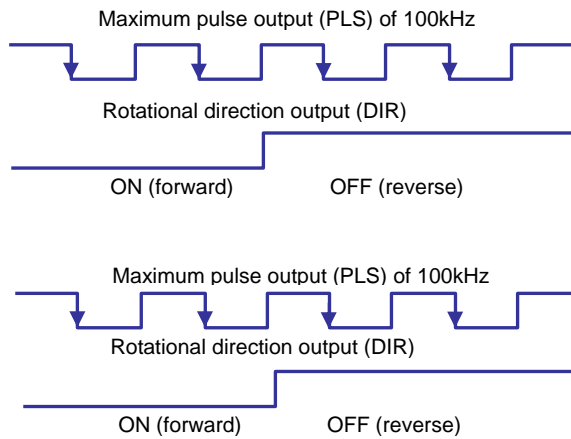 Maximum pulse output (PLS) of 100kHz
Rotational direction output (DIR)
ON (forward) OFF (reverse)
Maximum pulse output (PLS) of 100kHz
Rotational direction output (DIR)
ON (forward) OFF (reverse)